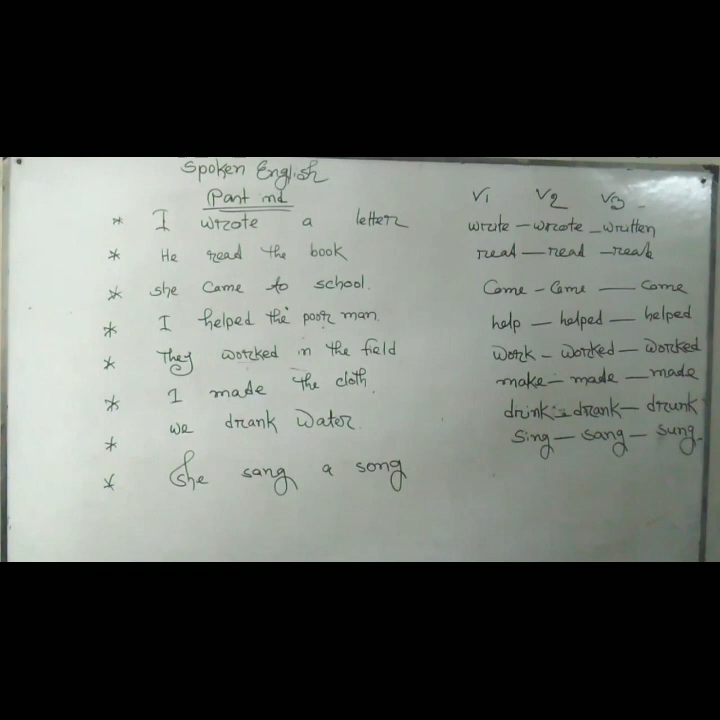 Spoken English
Part ind
* I wrote a letter
* He read the book
* she came to school.
* I helped the poor man.
* They worked in the field
* I made the cloth
* we drank water.
* She sang a song
V1 V2 V3
write – wrote – written
read – read – read
Come – Came – come
help – helped – helped
work – worked – worked
make – made – made
drink – drank – drunk
Sing – sang – sung